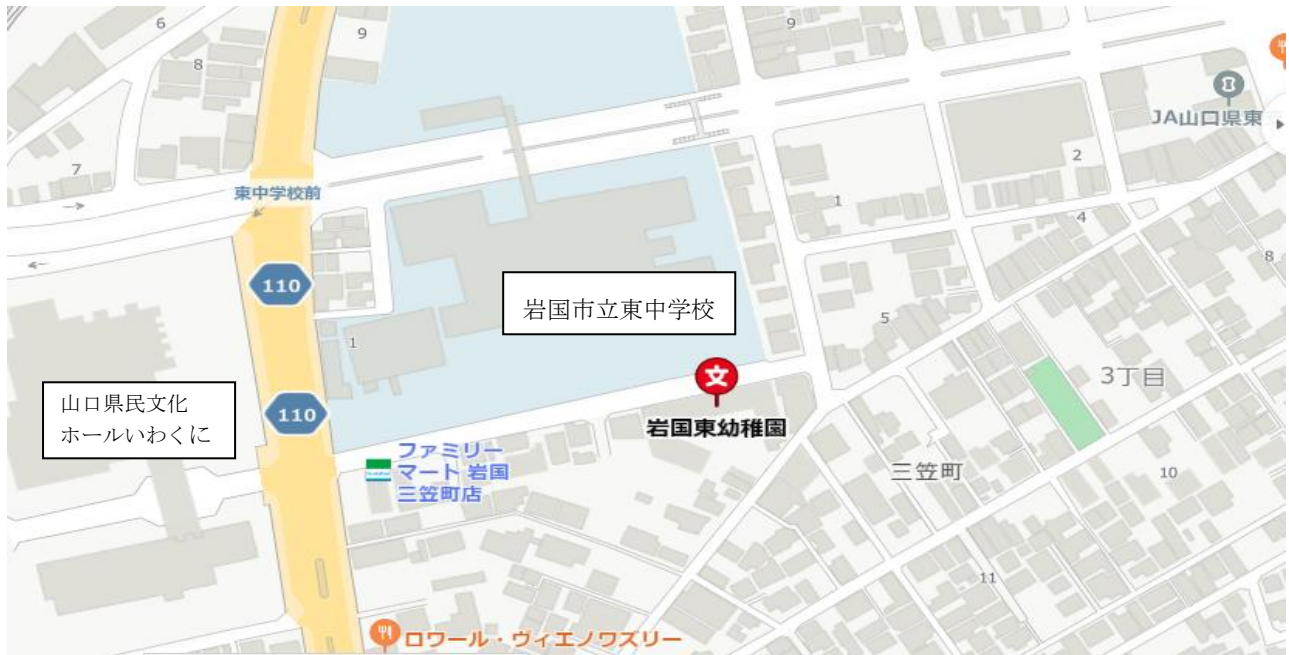 6
9
9
8
JA山口県東
7
2
東中学校前
1
4
110
8
岩国市立東中学校
5
1
3丁目
山口県民文化
ホールいわくに
110
岩国東幼稚園
ファミリー
マート 岩国
三笠町店
三笠町
10
11
ロワール・ヴィエノワズリー